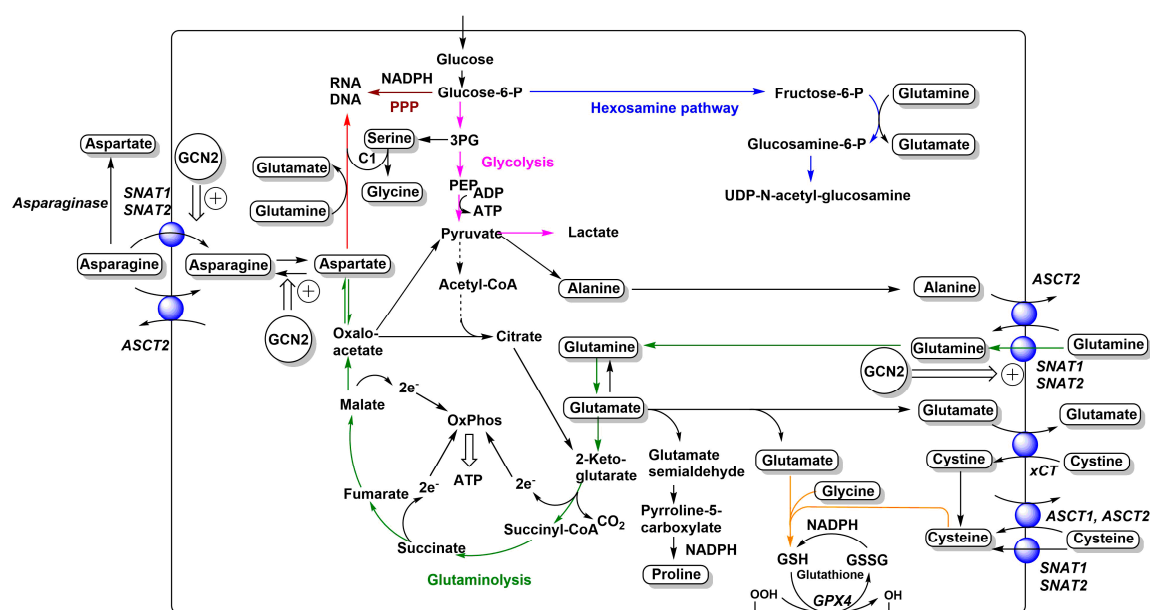 Glucose
RNA
DNA
NADPH
PPP
Glucose-6-P
Hexosamine pathway
Fructose-6-P
Glutamine
Glutamate
Glucosamine-6-P
UDP-N-acetyl-glucosamine
Serine
3PG
C1
Glycine
Glycolysis
PEP
ADP
ATP
Pyruvate
Lactate
Aspartate
GCN2
+
Asparaginase
SNAT1
SNAT2
Glutamate
Glutamine
Asparagine
Asparagine
Aspartate
GCN2
+
ASCT2
Acetyl-CoA
Alanine
Alanine
ASCT2
Oxalo-
acetate
Citrate
Glutamine
Glutamine
Glutamine
GCN2
+
SNAT1
SNAT2
Malate
2e-
OxPhos
ATP
Glutamate
Glutamate
Glutamate
2-Keto-
glutarate
Glutamate
semialdehyde
Glutamate
Cystine
Cystine
xCT
Fumarate
2e-
2e-
CO2
Succinyl-CoA
Succinate
Glutaminolysis
Pyrroline-5-
carboxylate
NADPH
Proline
Glycine
NADPH
GSH
GSSG
Glutathione
GPX4
OOH
OH
Cysteine
ASCT1, ASCT2
Cysteine
SNAT1
SNAT2